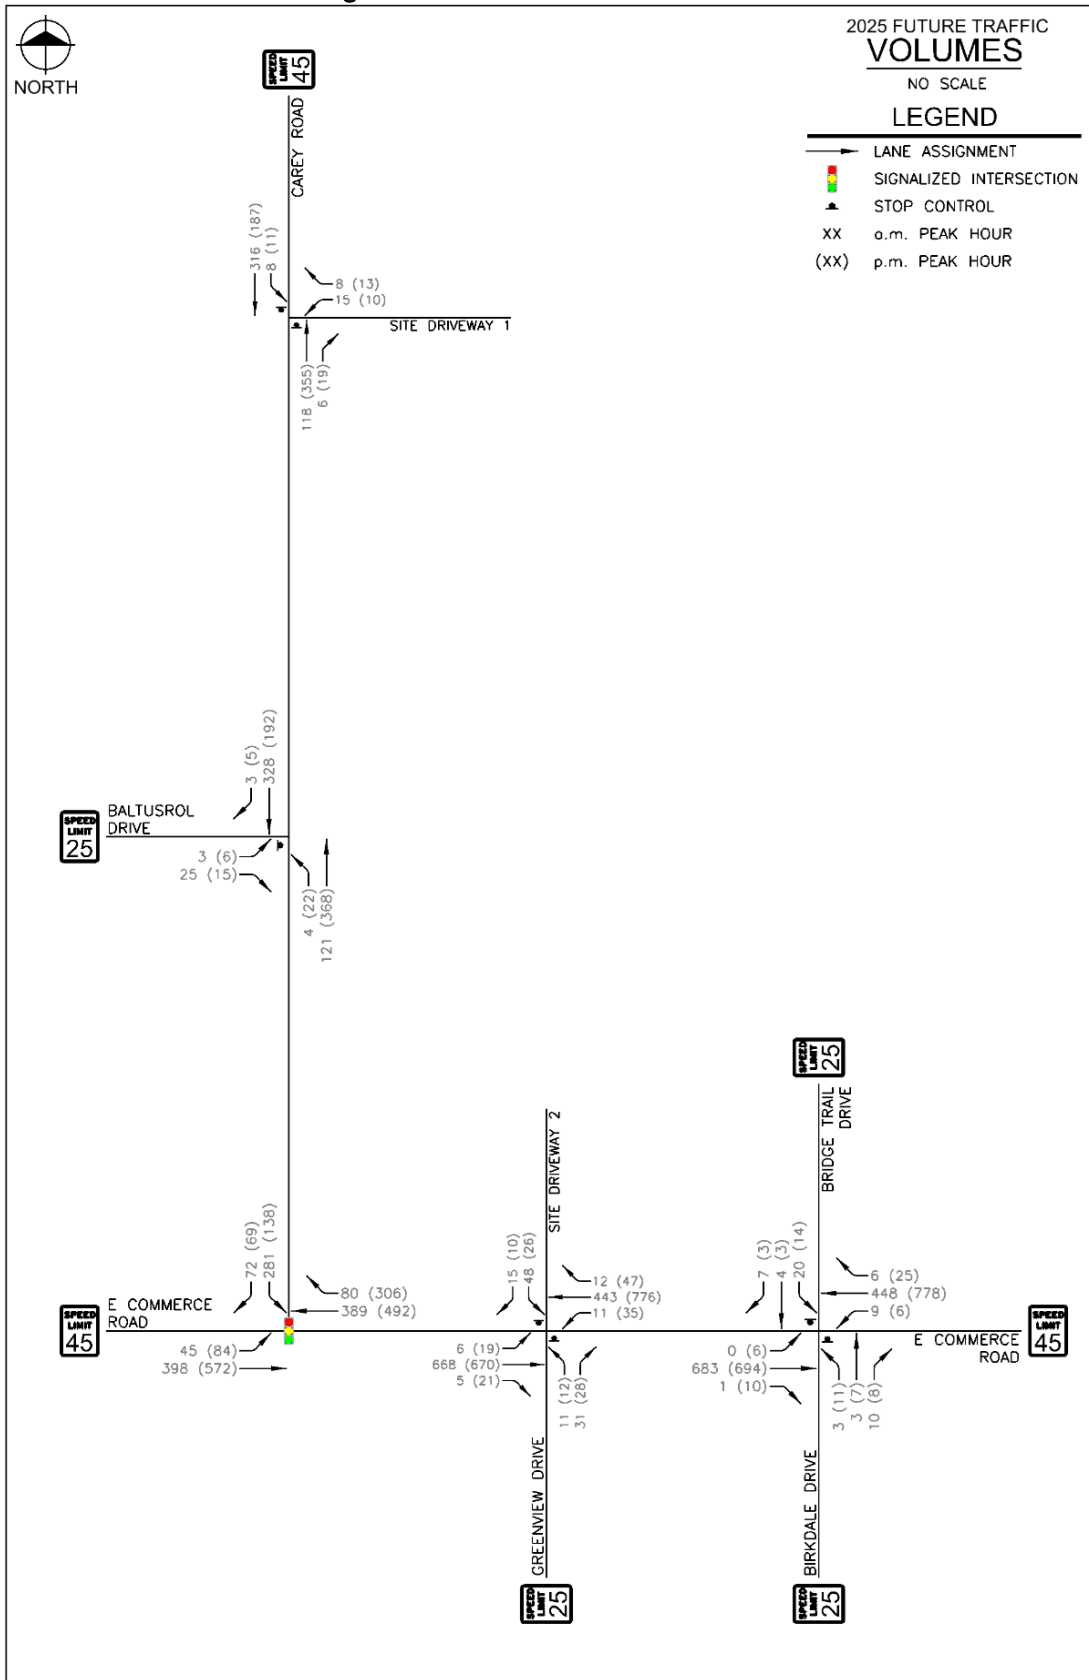 2025 FUTURE TRAFFIC
VOLUMES
NO SCALE
LEGEND
LANE ASSIGNMENT
SIGNALIZED INTERSECTION
STOP CONTROL
XX a.m. PEAK HOUR
(XX) p.m. PEAK HOUR
NORTH
SPEED
LIMIT
45
CAREY ROAD
316 (187)
8 (11)
8 (13)
15 (10)
SITE DRIVEWAY 1
118 (355)
6 (19)
3 (5)
328 (192)
SPEED
LIMIT
25
BALTUSROL
DRIVE
3 (6)
25 (15)
4 (22)
121 (368)
72 (69)
281 (138)
80 (306)
389 (492)
SPEED
LIMIT
45
E COMMERCE
ROAD
45 (84)
398 (572)
SITE DRIVEWAY 2
15 (10)
48 (26)
12 (47)
443 (776)
11 (35)
6 (19)
668 (670)
5 (21)
11 (12)
31 (28)
GREENVIEW DRIVE
SPEED
LIMIT
25
SPEED
LIMIT
25
BRIDGE TRAIL
DRIVE
7 (3)
4 (3)
20 (14)
6 (25)
448 (778)
9 (6)
E COMMERCE
ROAD
SPEED
LIMIT
45
0 (6)
683 (694)
1 (10)
3 (11)
3 (7)
10 (8)
BIRKDALE DRIVE
SPEED
LIMIT
25